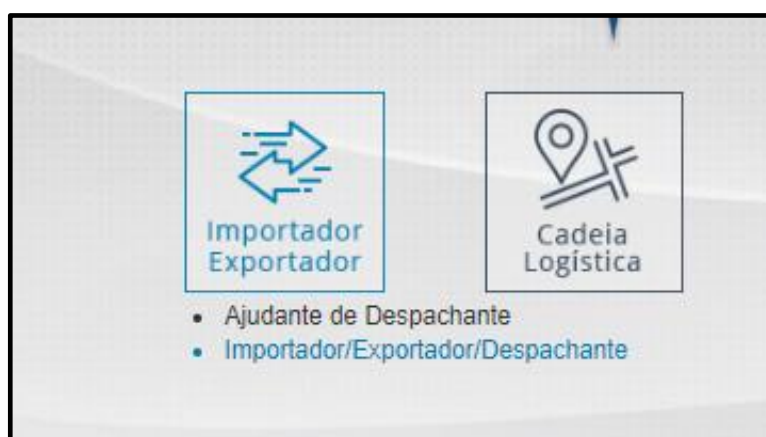 Importador
Exportador
Cadeia
Logística
Ajudante de Despachante
Importador/Exportador/Despachante